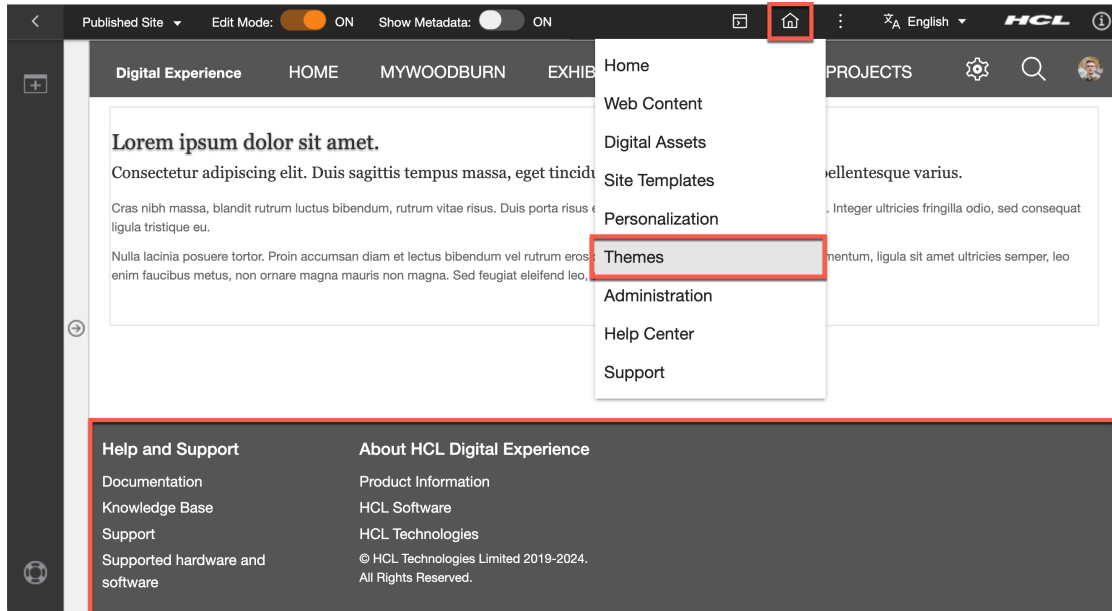 Published Site
Edit Mode:
ON
Show Metadata:
ON
English
HCL
Digital Experience
HOME
MYWOODBURN
EXHIB
PROJECTS
Home
Web Content
Digital Assets
Site Templates
Personalization
Themes
Administration
Help Center
Support
Lorem ipsum dolor sit amet.
Consectetur adipiscing elit. Duis sagittis tempus massa, eget tincidu pellentesque varius.
Cras nibh massa, blandit rutrum luctus bibendum, rutrum vitae risus. Duis porta risus . Integer ultricies fringilla odio, sed consequat
ligula tristique eu.
Nulla lacinia posuere tortor. Proin accumsan diam et lectus bibendum vel rutrum eros mentum, ligula sit amet ultricies semper, leo
enim faucibus metus, non ornare magna mauris non magna. Sed feugiat eleifend leo,
Help and Support
Documentation
Knowledge Base
Support
Supported hardware and
software
About HCL Digital Experience
Product Information
HCL Software
HCL Technologies
© HCL Technologies Limited 2019-2024.
All Rights Reserved.